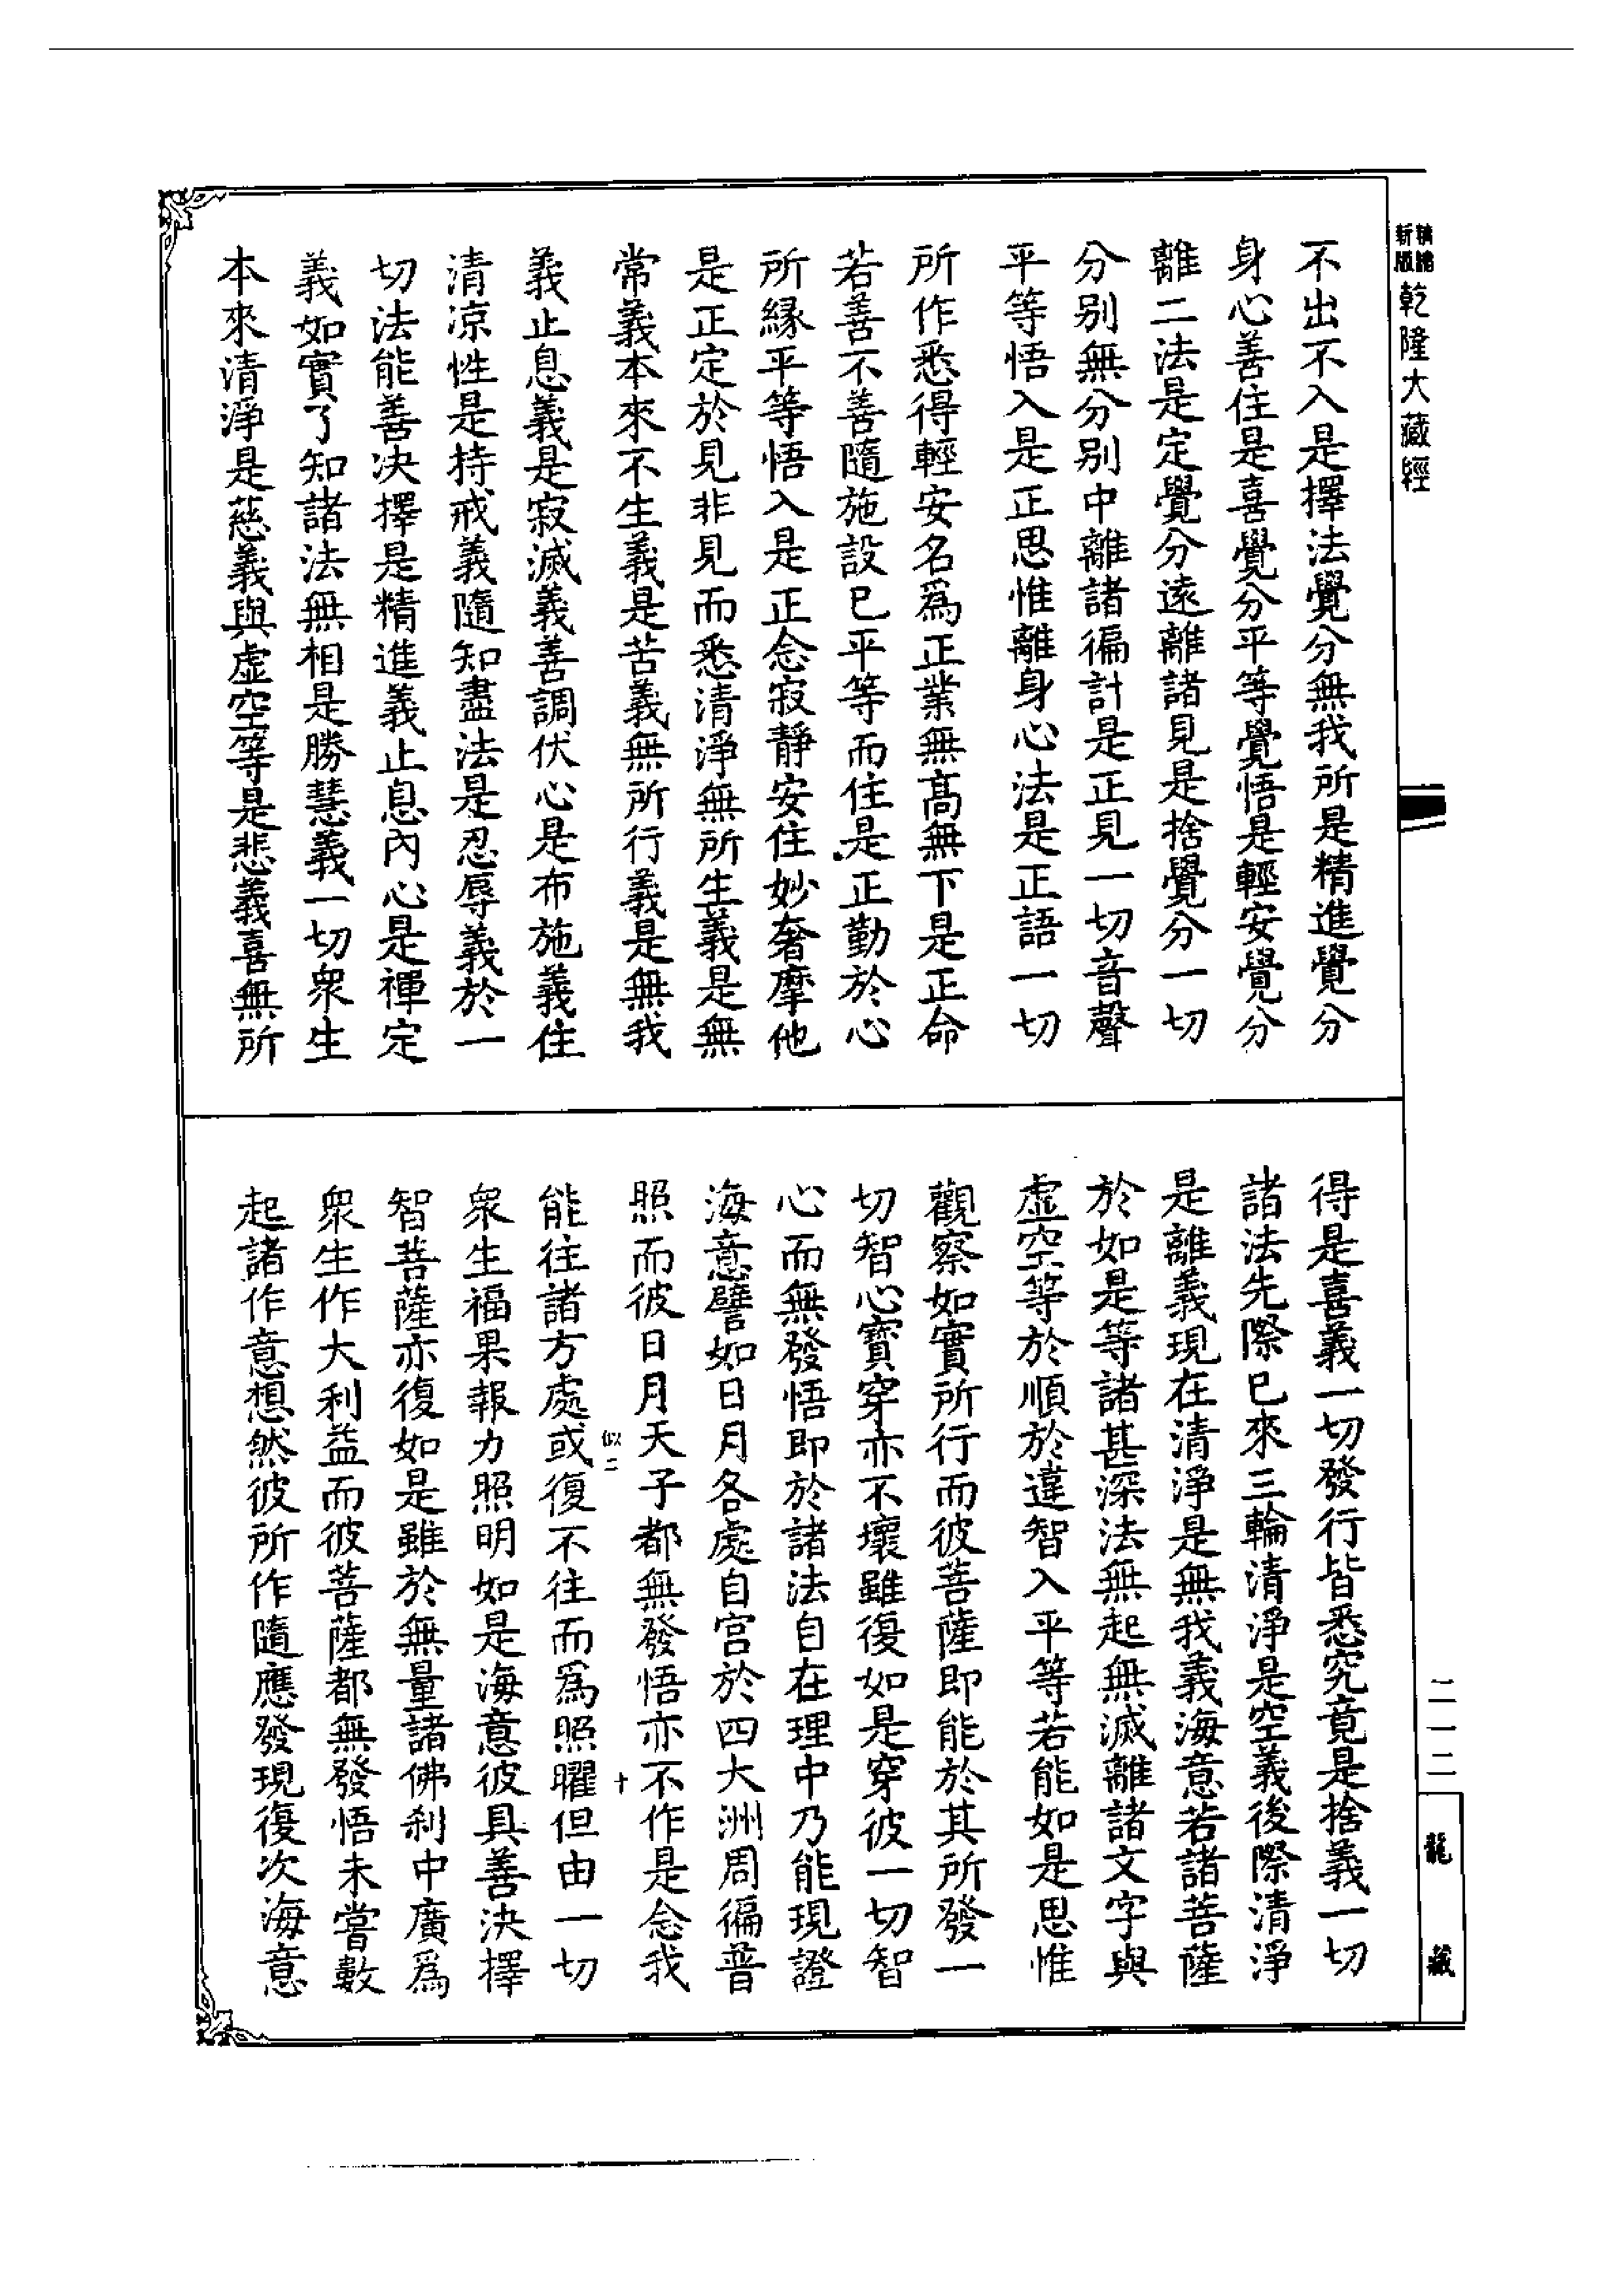 新版精縮乾隆大藏經
不出不入是擇法覺分無我所是精進覺分
身心善住是喜覺分平等覺悟是輕安覺分
離二法是定覺分遠離諸見是捨覺分一切
分别無分别中離諸徧計是正見一切音聲
平等悟入是正思惟離身心法是正語一切
所作悉得輕安名爲正業無髙無下是正命
若善不善隨施設已平等而住是正勤於心
所緣平等悟入是正念寂靜安住妙奢摩他
是正定於見非見而悉清淨無所生義是無
常義本來不生義是苦義無所行義是無我
義止息義是寂滅義善調伏心是布施義住
清凉性是持戒義隨知盡法是忍辱義於一
切法能善决擇是精進義止息內心是禪定
義如實了知諸法無相是勝慧義一切衆生
本來清淨是慈義與虛空等是悲義喜無所
得是喜義一切發行皆悉究竟是捨義一切
諸法先際已來三輪清淨是空義後際清淨
是離義現在清淨是無我義海意若諸菩薩
於如是等諸甚深法無起無滅離諸文字與
虛空等於順於違智入平等若能如是思惟
觀察如實所行而彼菩薩即能於其所發一
切智心寶穿亦不壞雖復如是穿彼一切智
心而無發悟即於諸法自在理中乃能現證
海意譬如日月各處自宫於四大洲周徧普
照而彼日月天子都無發悟亦不作是念我
似二 十
能往諸方處或復不往而爲照曜但由一切
衆生福果報力照明如是海意彼具善決擇
智菩薩亦復如是雖於無量諸佛刹中廣爲
衆生作大利益而彼菩薩都無發悟未嘗數
起諸作意想然彼所作隨應發現復次海意
二一二
龍藏